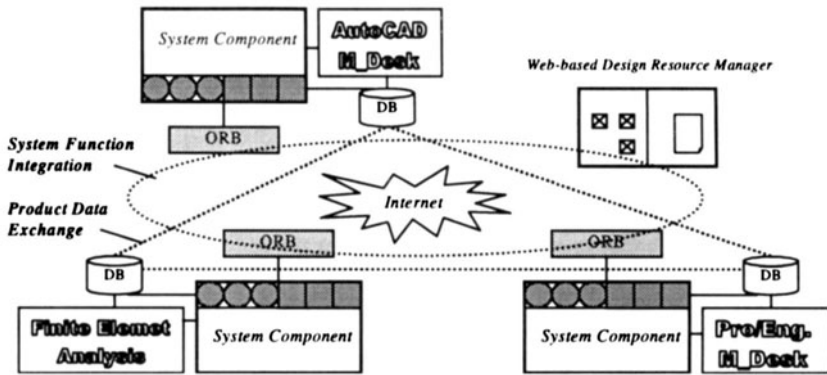 System Component
AutoCAD
M_Desk
Web-based Design Resource Manager
DB
ORB
System Function
Integration
Internet
Product Data
Exchange
ORB
ORB
DB
DB
Finite Elemet
Analysis
System Component
System Component
Pro/Eng.
M_Desk